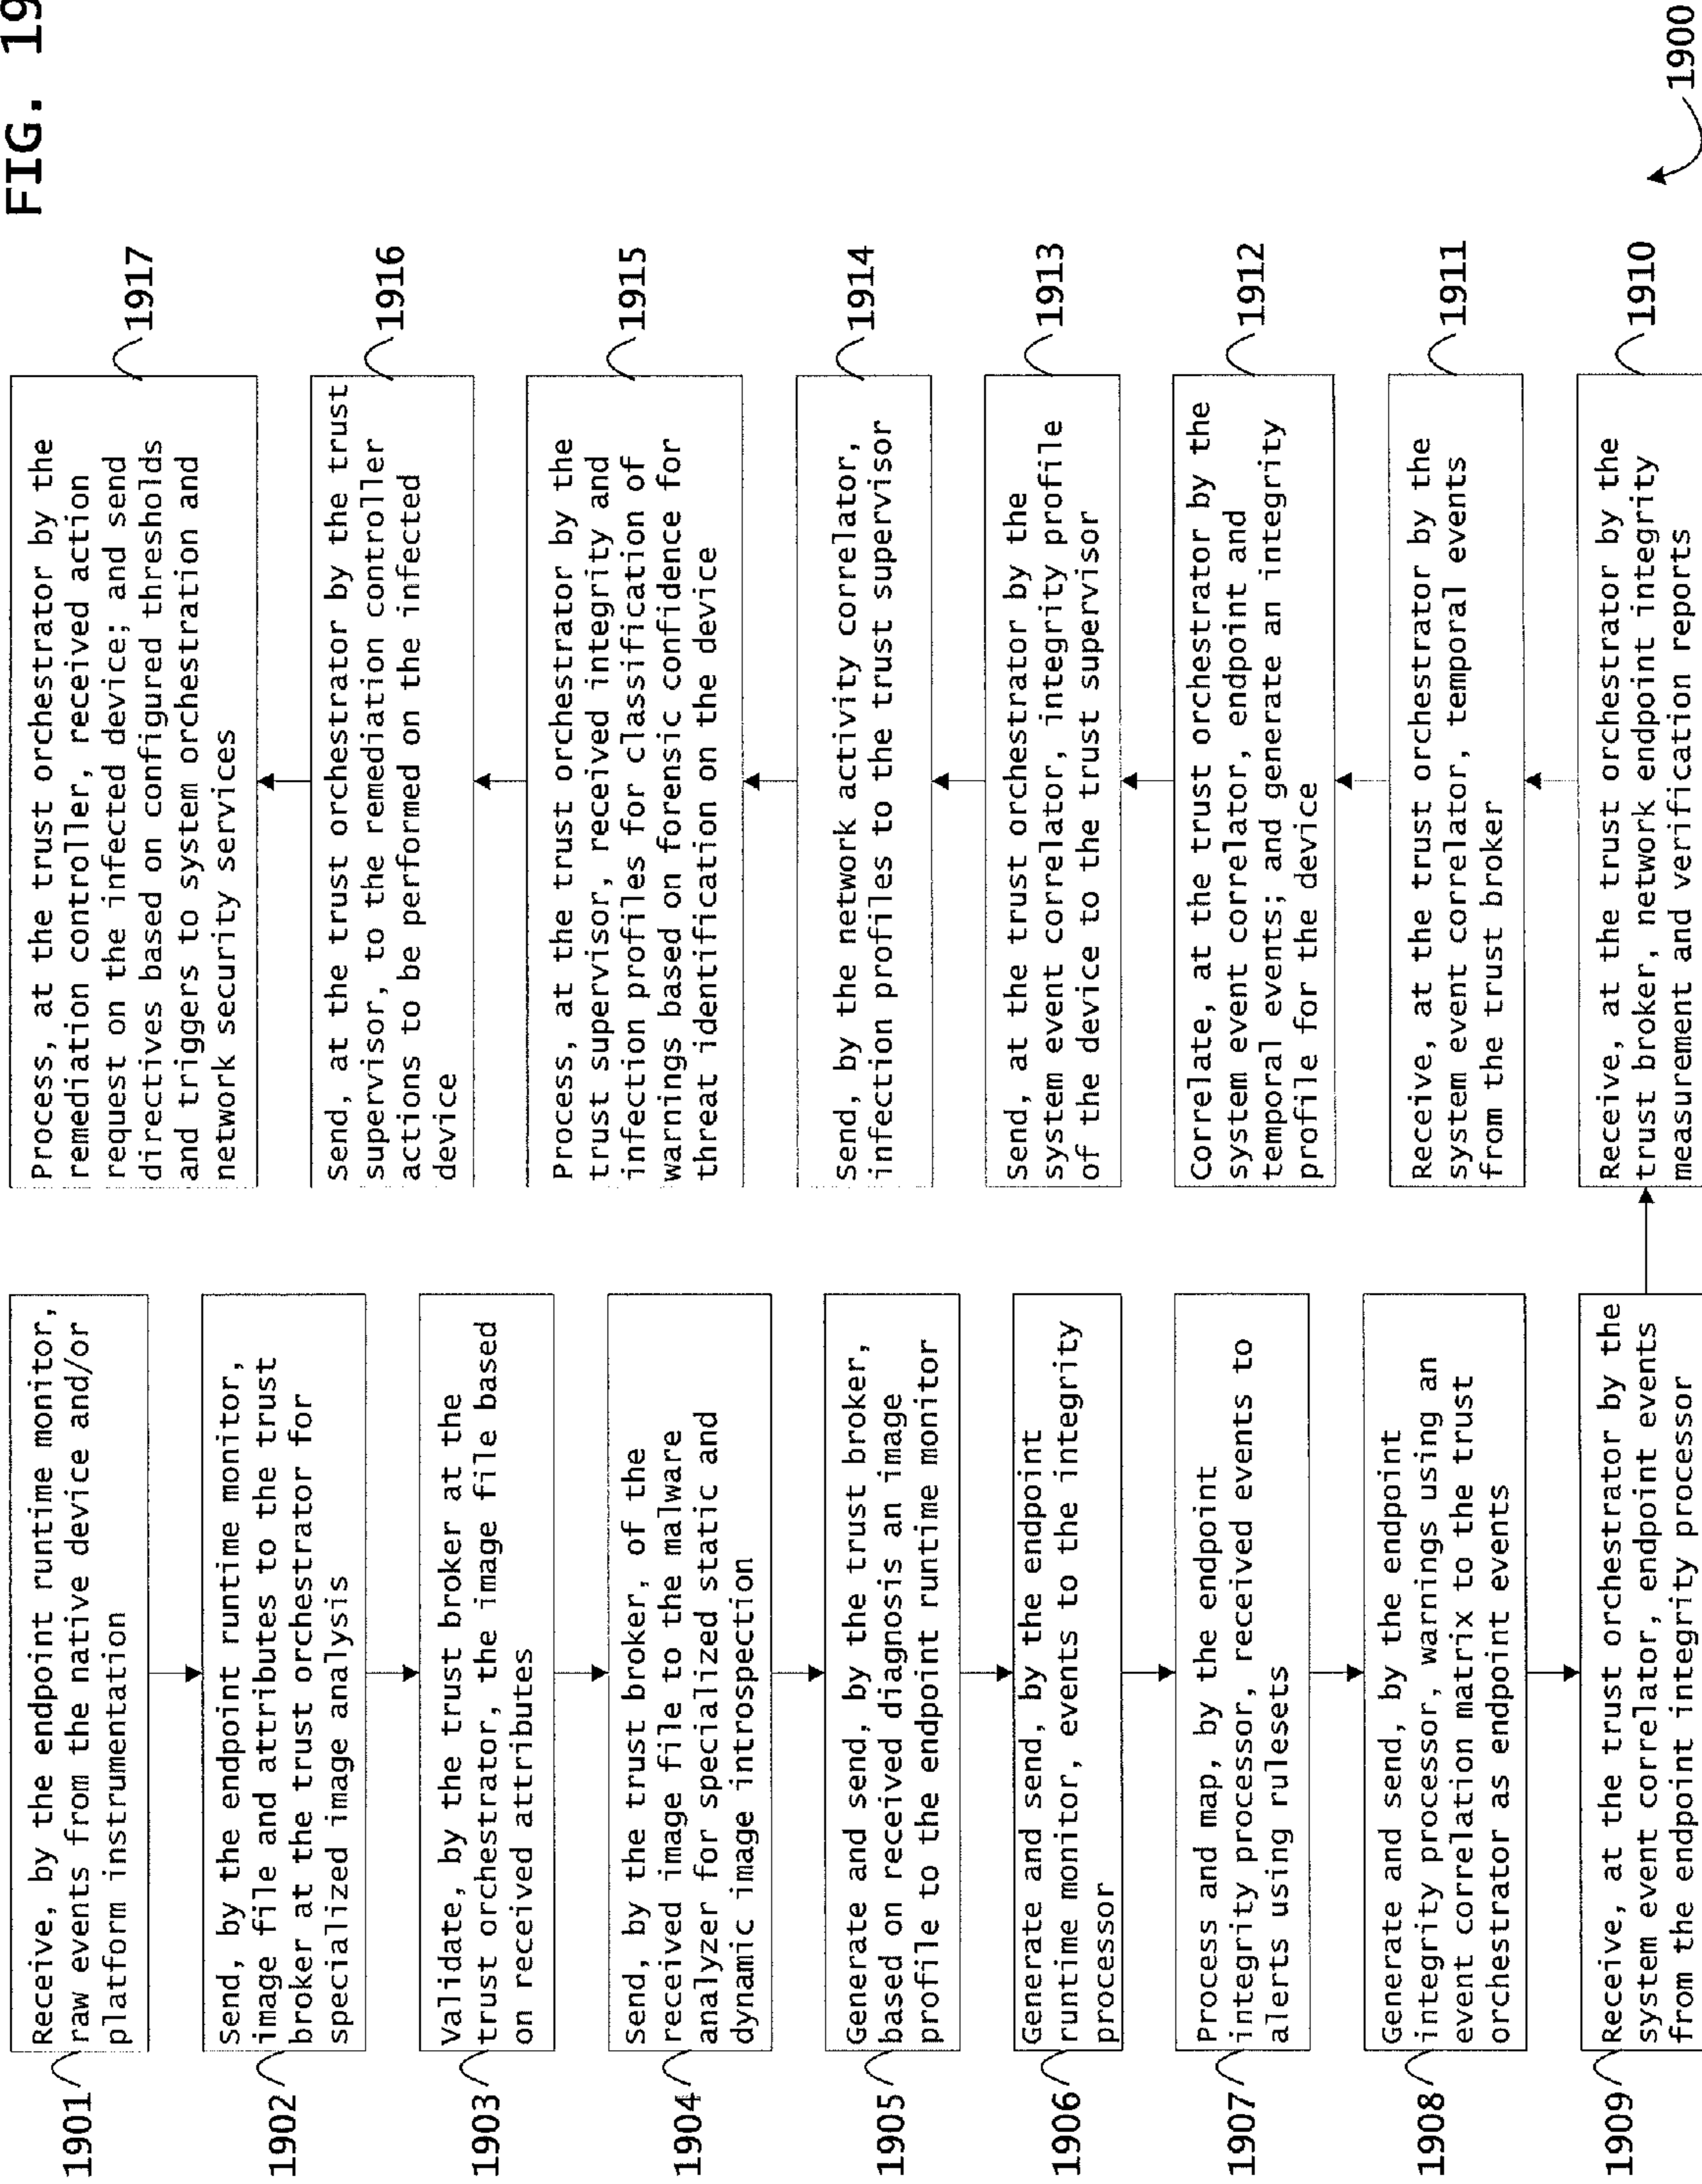 FIG. 19
1901
Receive, by the endpoint runtime monitor,
raw events from the native device and/or
platform instrumentation
1902
Send, by the endpoint runtime monitor,
image file and attributes to the trust
broker at the trust orchestrator for
specialized image analysis
1903
Validate, by the trust broker at the
trust orchestrator, the image file based
on received attributes
1904
Send, by the trust broker, of the
received image file to the malware
analyzer for specialized static and
dynamic image introspection
1905
Generate and send, by the trust broker,
based on received diagnosis an image
profile to the endpoint runtime monitor
1906
Generate and send, by the endpoint
runtime monitor, events to the integrity
processor
1907
Process and map, by the endpoint
integrity processor, received events to
alerts using rulesets
1908
Generate and send, by the endpoint
integrity processor, warnings using an
event correlation matrix to the trust
orchestrator as endpoint events
1909
Receive, at the trust orchestrator by the
system event correlator, endpoint events
from the endpoint integrity processor
1910
Receive, at the trust orchestrator by the
trust broker, network endpoint integrity
measurement and verification reports
1911
Receive, at the trust orchestrator by the
system event correlator, temporal events
from the trust broker
1912
Correlate, at the trust orchestrator by the
system event correlator, endpoint and
temporal events; and generate an integrity
profile for the device
1913
Send, at the trust orchestrator by the
system event correlator, integrity profile
of the device to the trust supervisor
1914
Send, by the network activity correlator,
infection profiles to the trust supervisor
1915
Process, at the trust orchestrator by the
trust supervisor, received integrity and
infection profiles for classification of
warnings based on forensic confidence for
threat identification on the device
1916
Send, at the trust orchestrator by the trust
supervisor, to the remediation controller
actions to be performed on the infected
device
1917
Process, at the trust orchestrator by the
remediation controller, received action
request on the infected device; and send
directives based on configured thresholds
and triggers to system orchestration and
network security services
1900